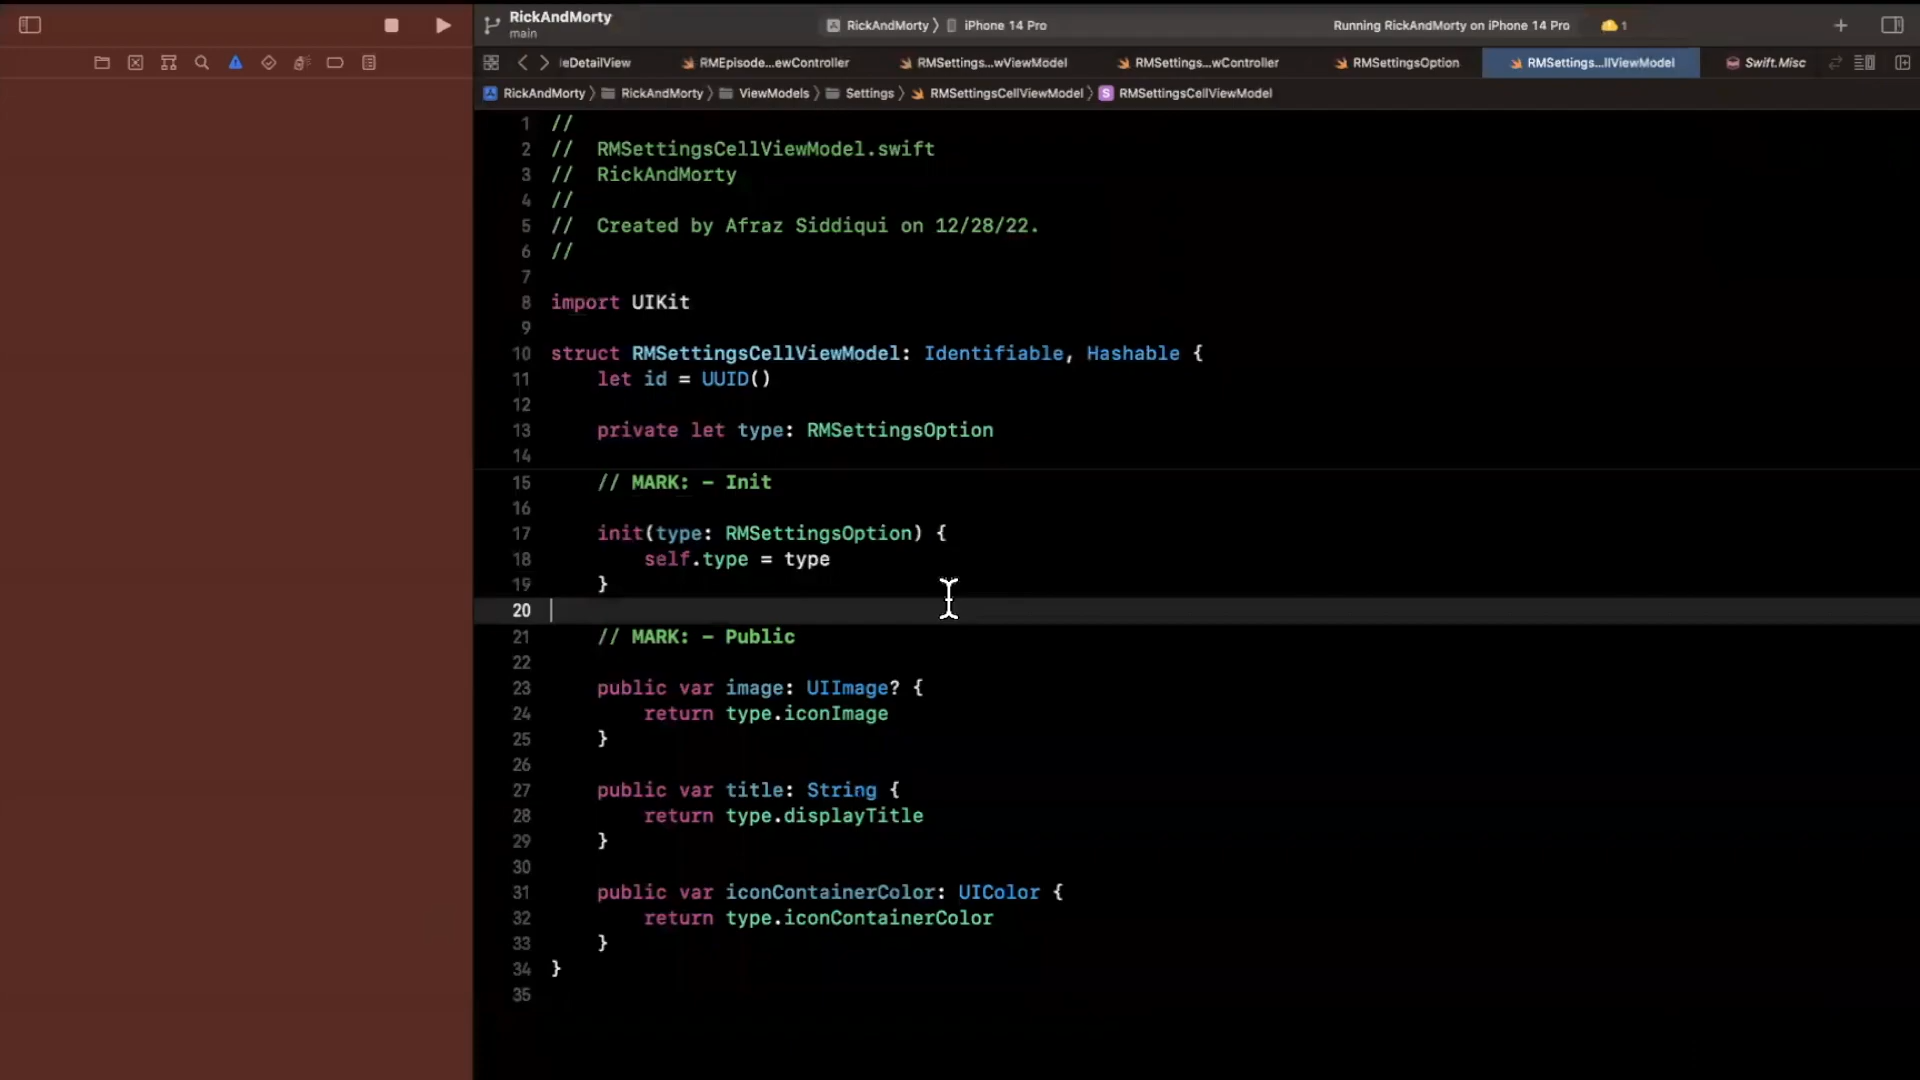 RickAndMorty
main
RickAndMorty iPhone 14 Pro
Running RickAndMorty on iPhone 14 Pro
1
ieDetailView
RMEpisode...ewController
RMSettings...wViewModel
RMSettings...wController
RMSettingsOption
RMSettings...llViewModel
Swift.Misc
RickAndMorty RickAndMorty ViewModels Settings RMSettingsCellViewModel S RMSettingsCellViewModel
1 //
2 //  RMSettingsCellViewModel.swift
3 //  RickAndMorty
4 //
5 //  Created by Afraz Siddiqui on 12/28/22.
6 //
7
8 import UIKit
9
10 struct RMSettingsCellViewModel: Identifiable, Hashable {
11     let id = UUID()
12
13     private let type: RMSettingsOption
14
15     // MARK: - Init
16
17     init(type: RMSettingsOption) {
18         self.type = type
19     }
20
21     // MARK: - Public
22
23     public var image: UIImage? {
24         return type.iconImage
25     }
26
27     public var title: String {
28         return type.displayTitle
29     }
30
31     public var iconContainerColor: UIColor {
32         return type.iconContainerColor
33     }
34 }
35